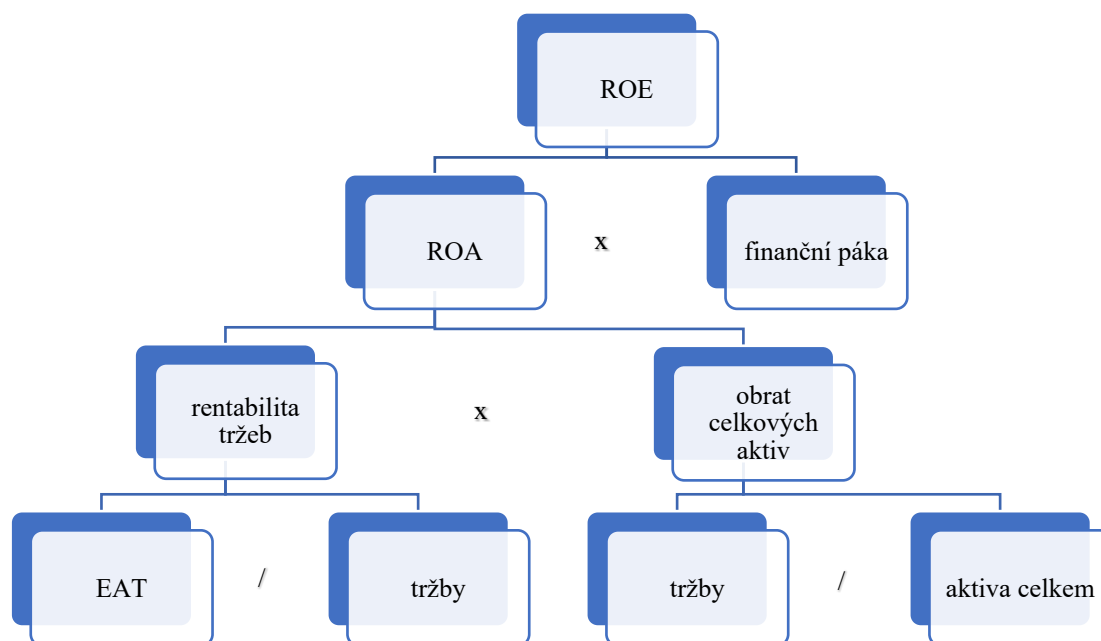 ROE
ROA
x
finanční páka
rentabilita
tržeb
x
obrat
celkových
aktiv
EAT
/
tržby
tržby
/
aktiva celkem